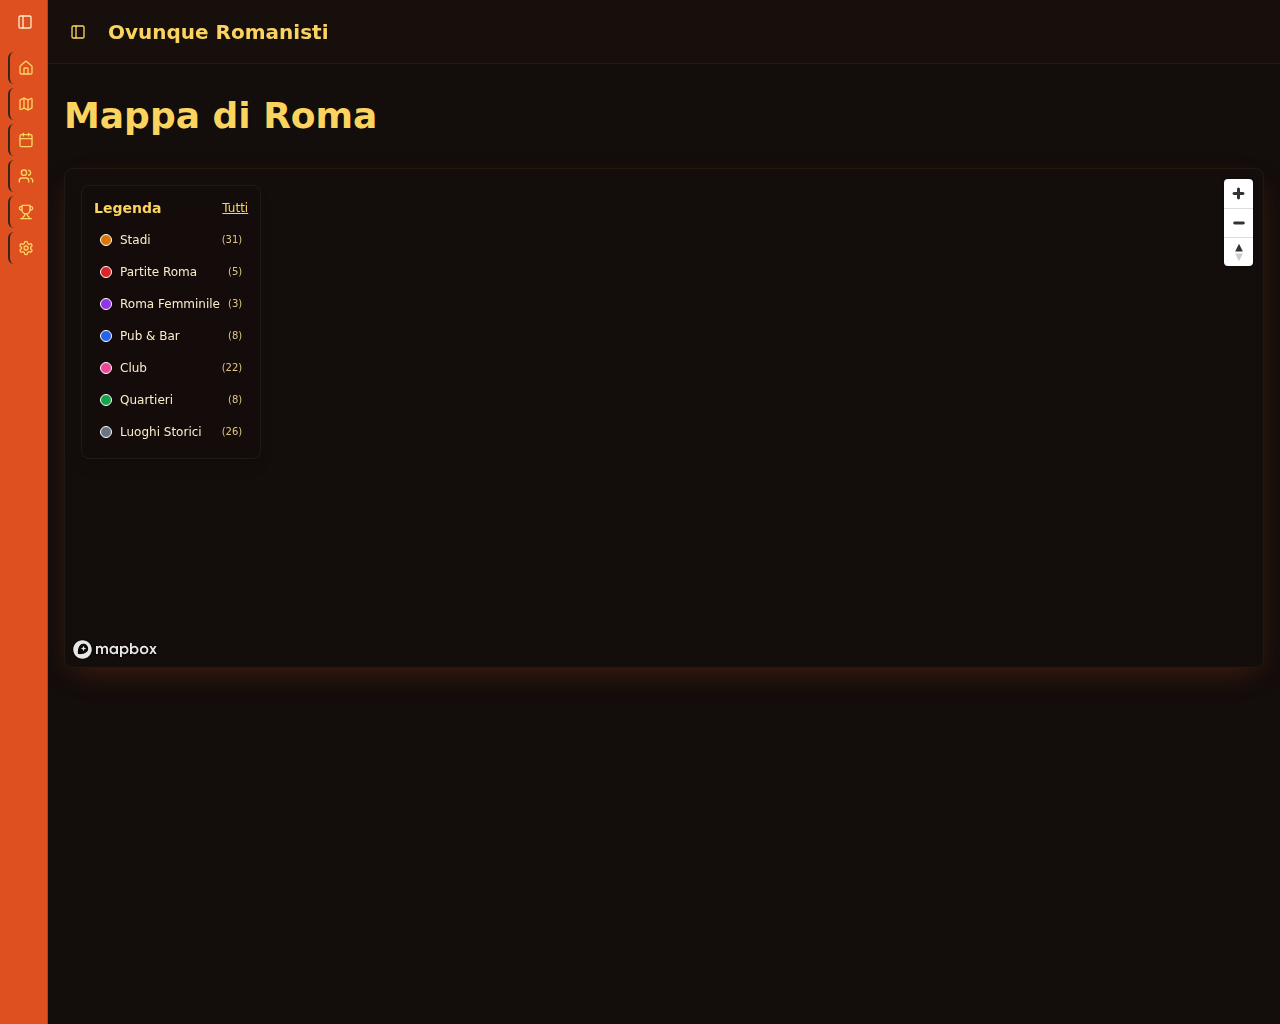 Ovunque Romanisti
Mappa di Roma
Legenda Tutti
Stadi (31)
Partite Roma (5)
Roma Femminile (3)
Pub & Bar (8)
Club (22)
Quartieri (8)
Luoghi Storici (26)
mapbox